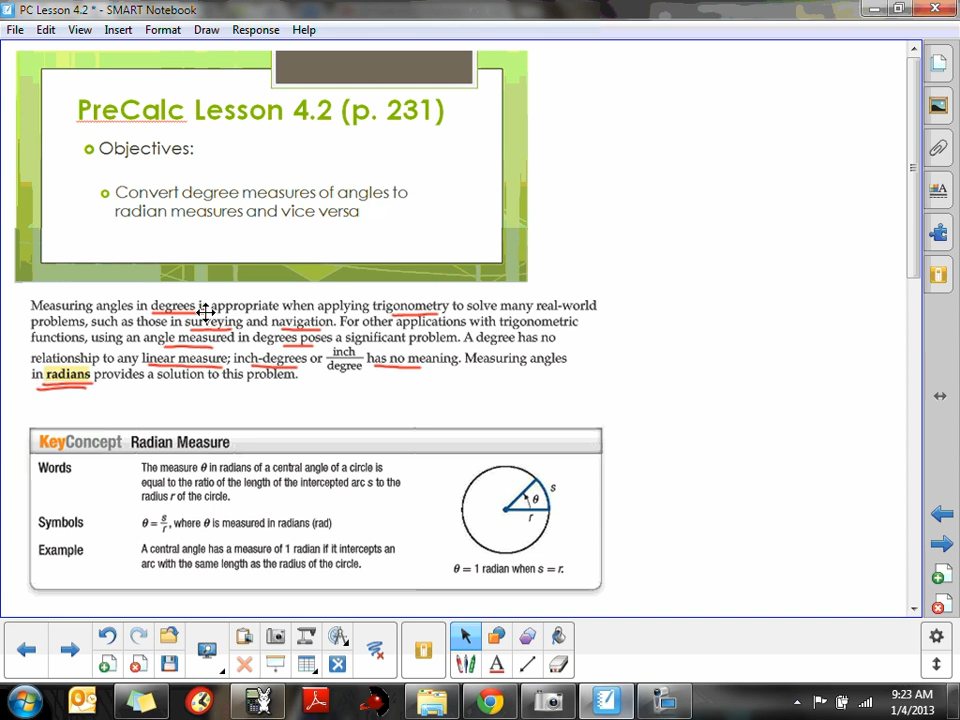 PC Lesson 4.2 * - SMART Notebook
File Edit View Insert Format Draw Response Help
PreCalc Lesson 4.2 (p. 231)
Objectives:
Convert degree measures of angles to
radian measures and vice versa
Measuring angles in degrees is appropriate when applying trigonometry to solve many real-world
problems, such as those in surveying and navigation. For other applications with trigonometric
functions, using an angle measured in degrees poses a significant problem. A degree has no
relationship to any linear measure; inch-degrees or inch/degree has no meaning. Measuring angles
in radians provides a solution to this problem.
KeyConcept Radian Measure
Words
The measure θ in radians of a central angle of a circle is
equal to the ratio of the length of the intercepted arc s to the
radius r of the circle.
Symbols
θ = s/r, where θ is measured in radians (rad)
Example
A central angle has a measure of 1 radian if it intercepts an
arc with the same length as the radius of the circle.
s
θ
r
θ = 1 radian when s = r.
9:23 AM
1/4/2013